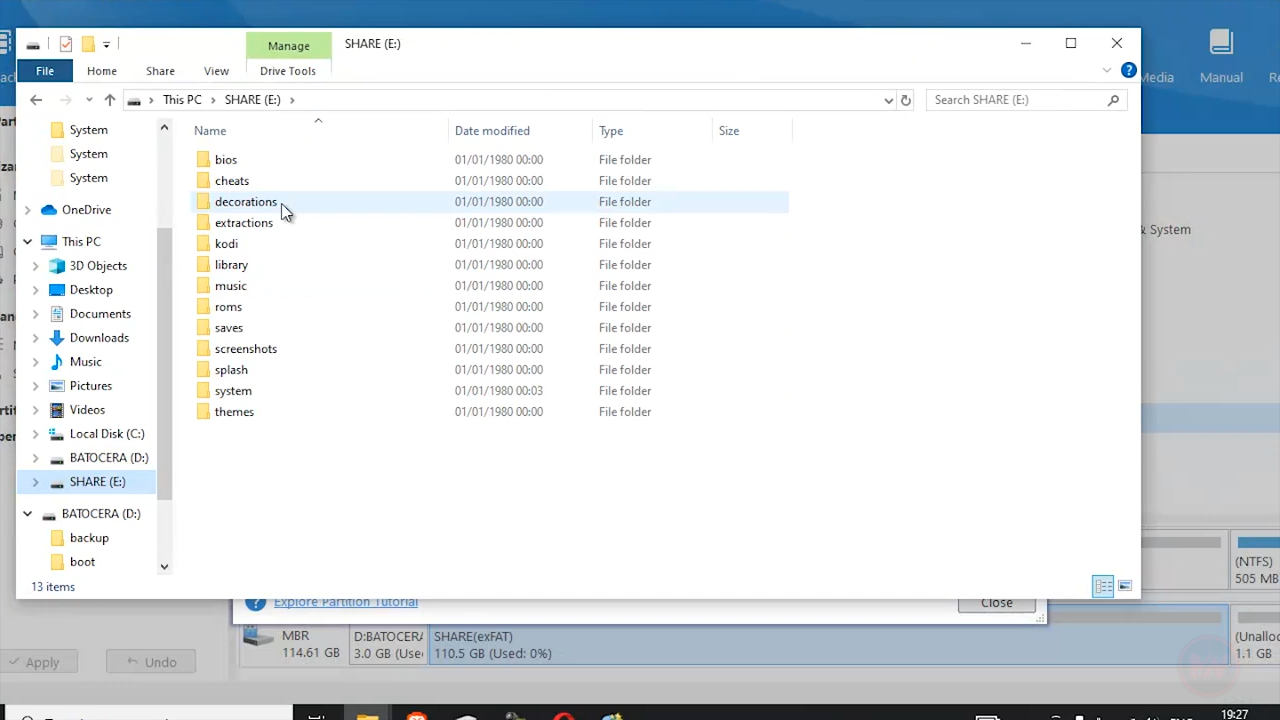 Manage
SHARE (E:)
Media
Manual
File
Home
Share
View
Drive Tools
This PC
SHARE (E:)
Search SHARE (E:)
System
System
System
OneDrive
This PC
3D Objects
Desktop
Documents
Downloads
Music
Pictures
Videos
Local Disk (C:)
BATOCERA (D:)
SHARE (E:)
BATOCERA (D:)
backup
boot
Name
Date modified
Type
Size
bios 01/01/1980 00:00 File folder
cheats 01/01/1980 00:00 File folder
decorations 01/01/1980 00:00 File folder
extractions 01/01/1980 00:00 File folder
kodi 01/01/1980 00:00 File folder
library 01/01/1980 00:00 File folder
music 01/01/1980 00:00 File folder
roms 01/01/1980 00:00 File folder
saves 01/01/1980 00:00 File folder
screenshots 01/01/1980 00:00 File folder
splash 01/01/1980 00:00 File folder
system 01/01/1980 00:03 File folder
themes 01/01/1980 00:00 File folder
& System
13 items
(NTFS)
505 MB
Explore Partition Tutorial
Close
MBR
114.61 GB
D:BATOCERA
3.0 GB (Use
SHARE(exFAT)
110.5 GB (Used: 0%)
(Unalloc
1.1 GB
Apply
Undo
19:27